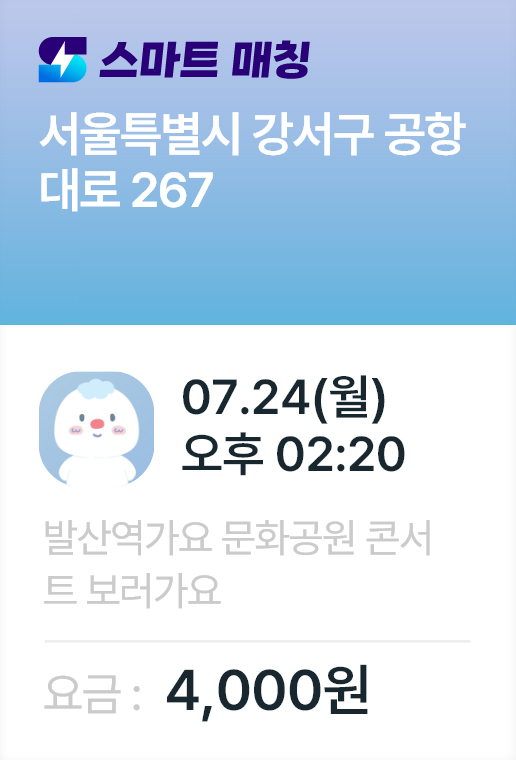 스마트 매칭
서울특별시 강서구 공항
대로 267
07.24(월)
오후 02:20
발산역가요 문화공원 콘서
트 보러가요
요금 : 4,000원